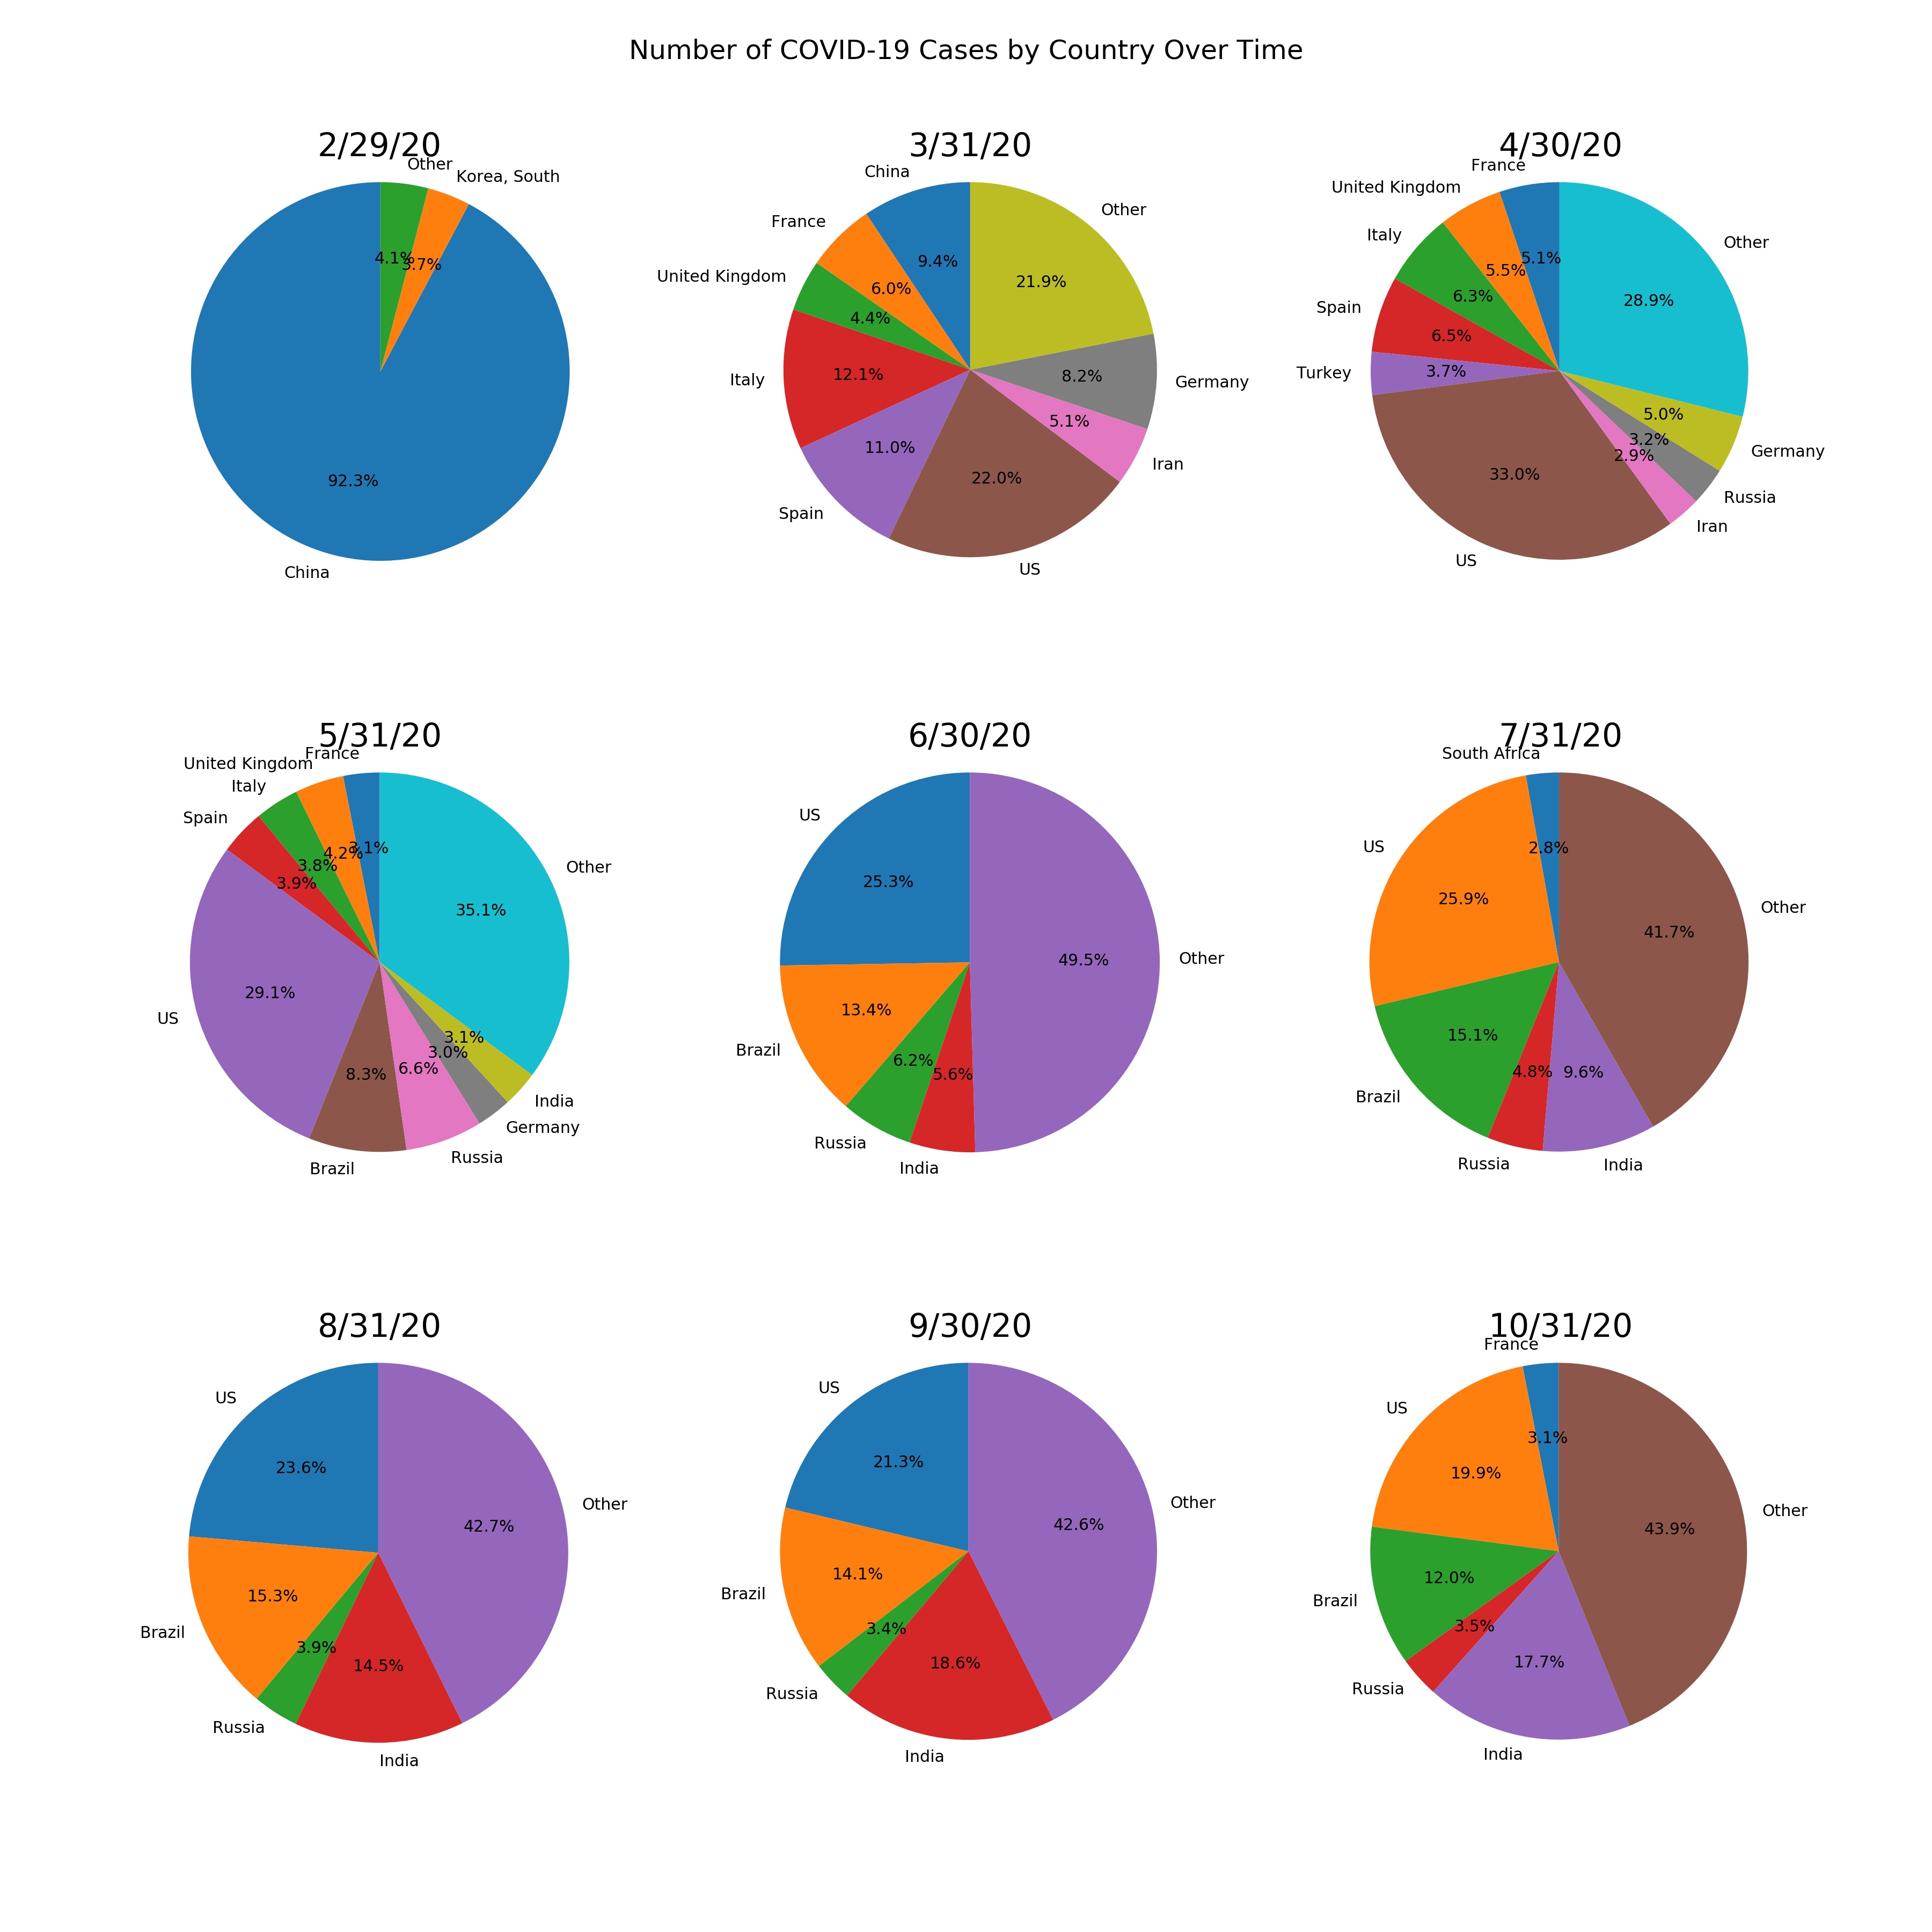 Number of COVID-19 Cases by Country Over Time
2/29/20
Other
Korea, South
4.1%
3.7%
92.3%
China
3/31/20
China
Other
France
9.4%
21.9%
United Kingdom
6.0%
4.4%
Italy
12.1%
8.2%
Germany
5.1%
11.0%
Iran
22.0%
Spain
US
4/30/20
France
United Kingdom
Italy
Other
5.1%
5.5%
6.3%
28.9%
Spain
6.5%
Turkey
3.7%
5.0%
3.2%
Germany
2.9%
33.0%
Russia
Iran
US
5/31/20
France
United Kingdom
Italy
Spain
3.1%
4.2%
3.8%
Other
3.9%
35.1%
29.1%
US
3.1%
3.0%
6.6%
8.3%
India
Germany
Russia
Brazil
6/30/20
US
25.3%
49.5%
Other
13.4%
Brazil
6.2%
5.6%
Russia
India
7/31/20
South Africa
US
2.8%
25.9%
Other
41.7%
15.1%
4.8%
9.6%
Brazil
Russia
India
8/31/20
US
23.6%
Other
42.7%
15.3%
Brazil
3.9%
14.5%
Russia
India
9/30/20
US
21.3%
Other
42.6%
14.1%
Brazil
3.4%
18.6%
Russia
India
10/31/20
France
US
3.1%
19.9%
Other
43.9%
12.0%
Brazil
3.5%
17.7%
Russia
India